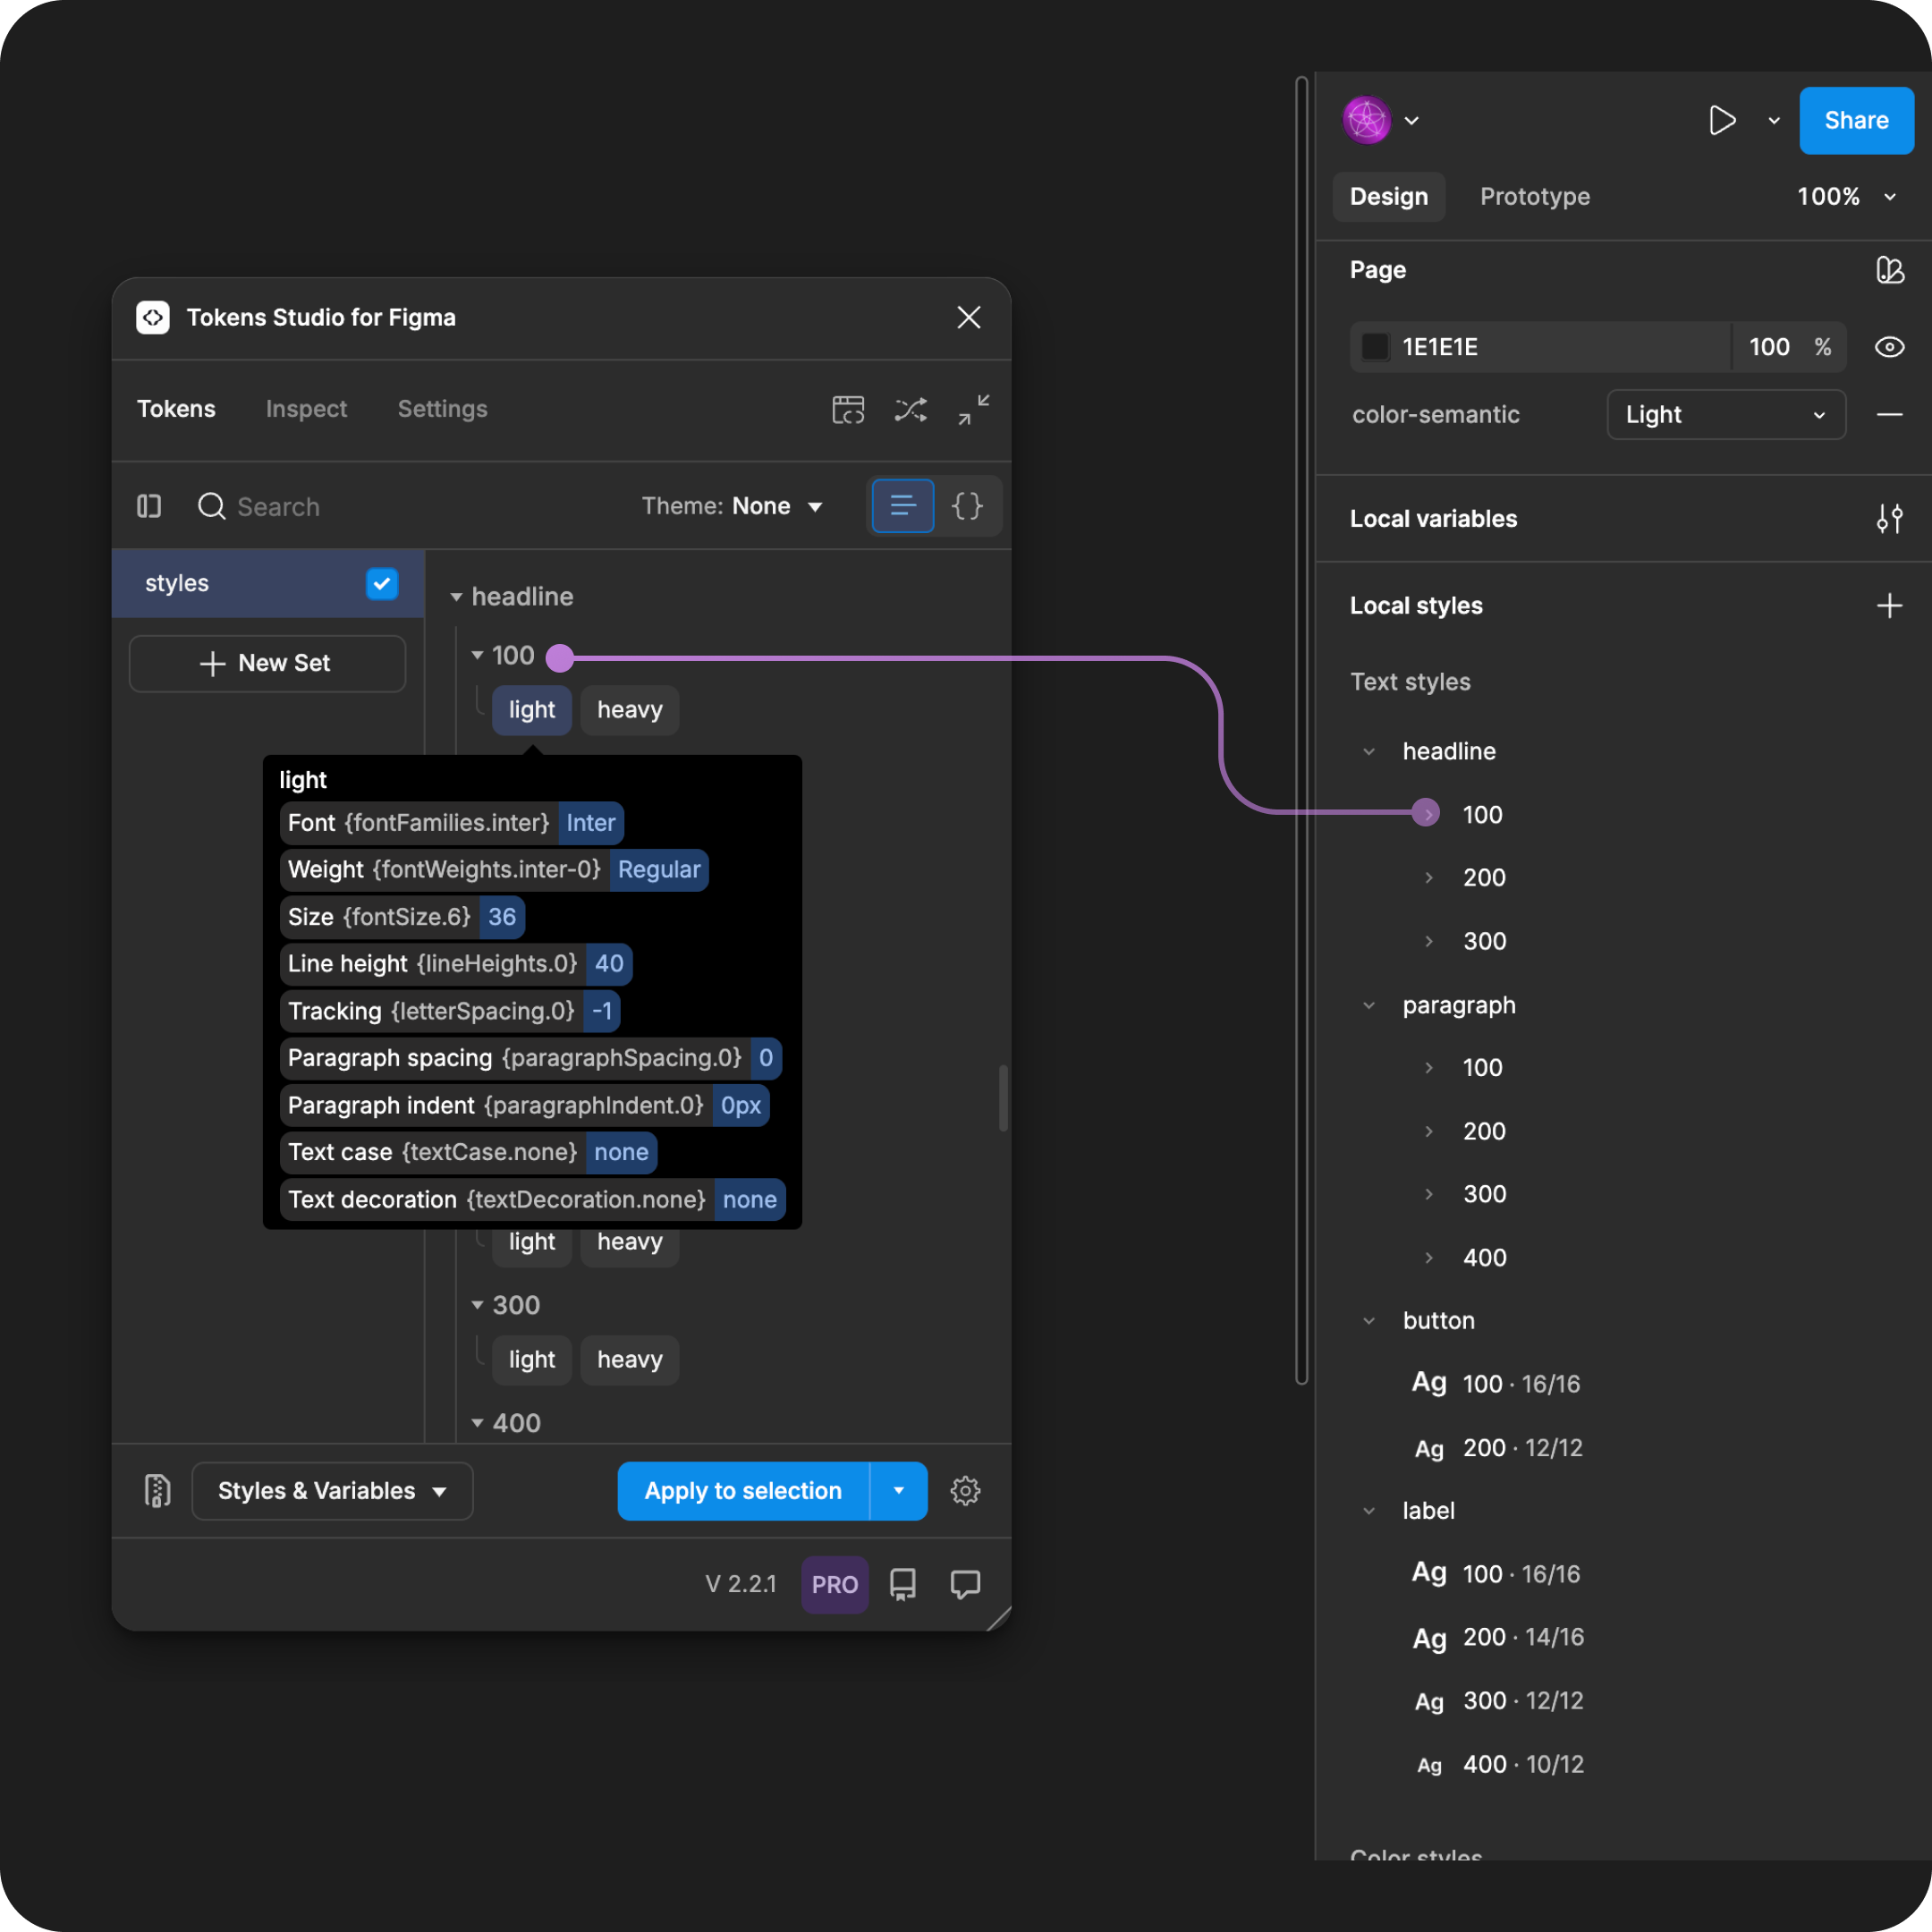 Tokens Studio for Figma
Tokens
Inspect
Settings
Search
Theme: None
{}
styles
New Set
headline
100
light
heavy
light
Font {fontFamilies.inter} Inter
Weight {fontWeights.inter-0} Regular
Size {fontSize.6} 36
Line height {lineHeights.0} 40
Tracking {letterSpacing.0} -1
Paragraph spacing {paragraphSpacing.0} 0
Paragraph indent {paragraphIndent.0} 0px
Text case {textCase.none} none
Text decoration {textDecoration.none} none
light
heavy
300
light
heavy
400
Styles & Variables
Apply to selection
V 2.2.1
PRO
Share
Design
Prototype
100%
Page
1E1E1E
100 %
color-semantic
Light
Local variables
Local styles
Text styles
headline
100
200
300
paragraph
100
200
300
400
button
Ag 100 · 16/16
Ag 200 · 12/12
label
Ag 100 · 16/16
Ag 200 · 14/16
Ag 300 · 12/12
Ag 400 · 10/12
Color styles